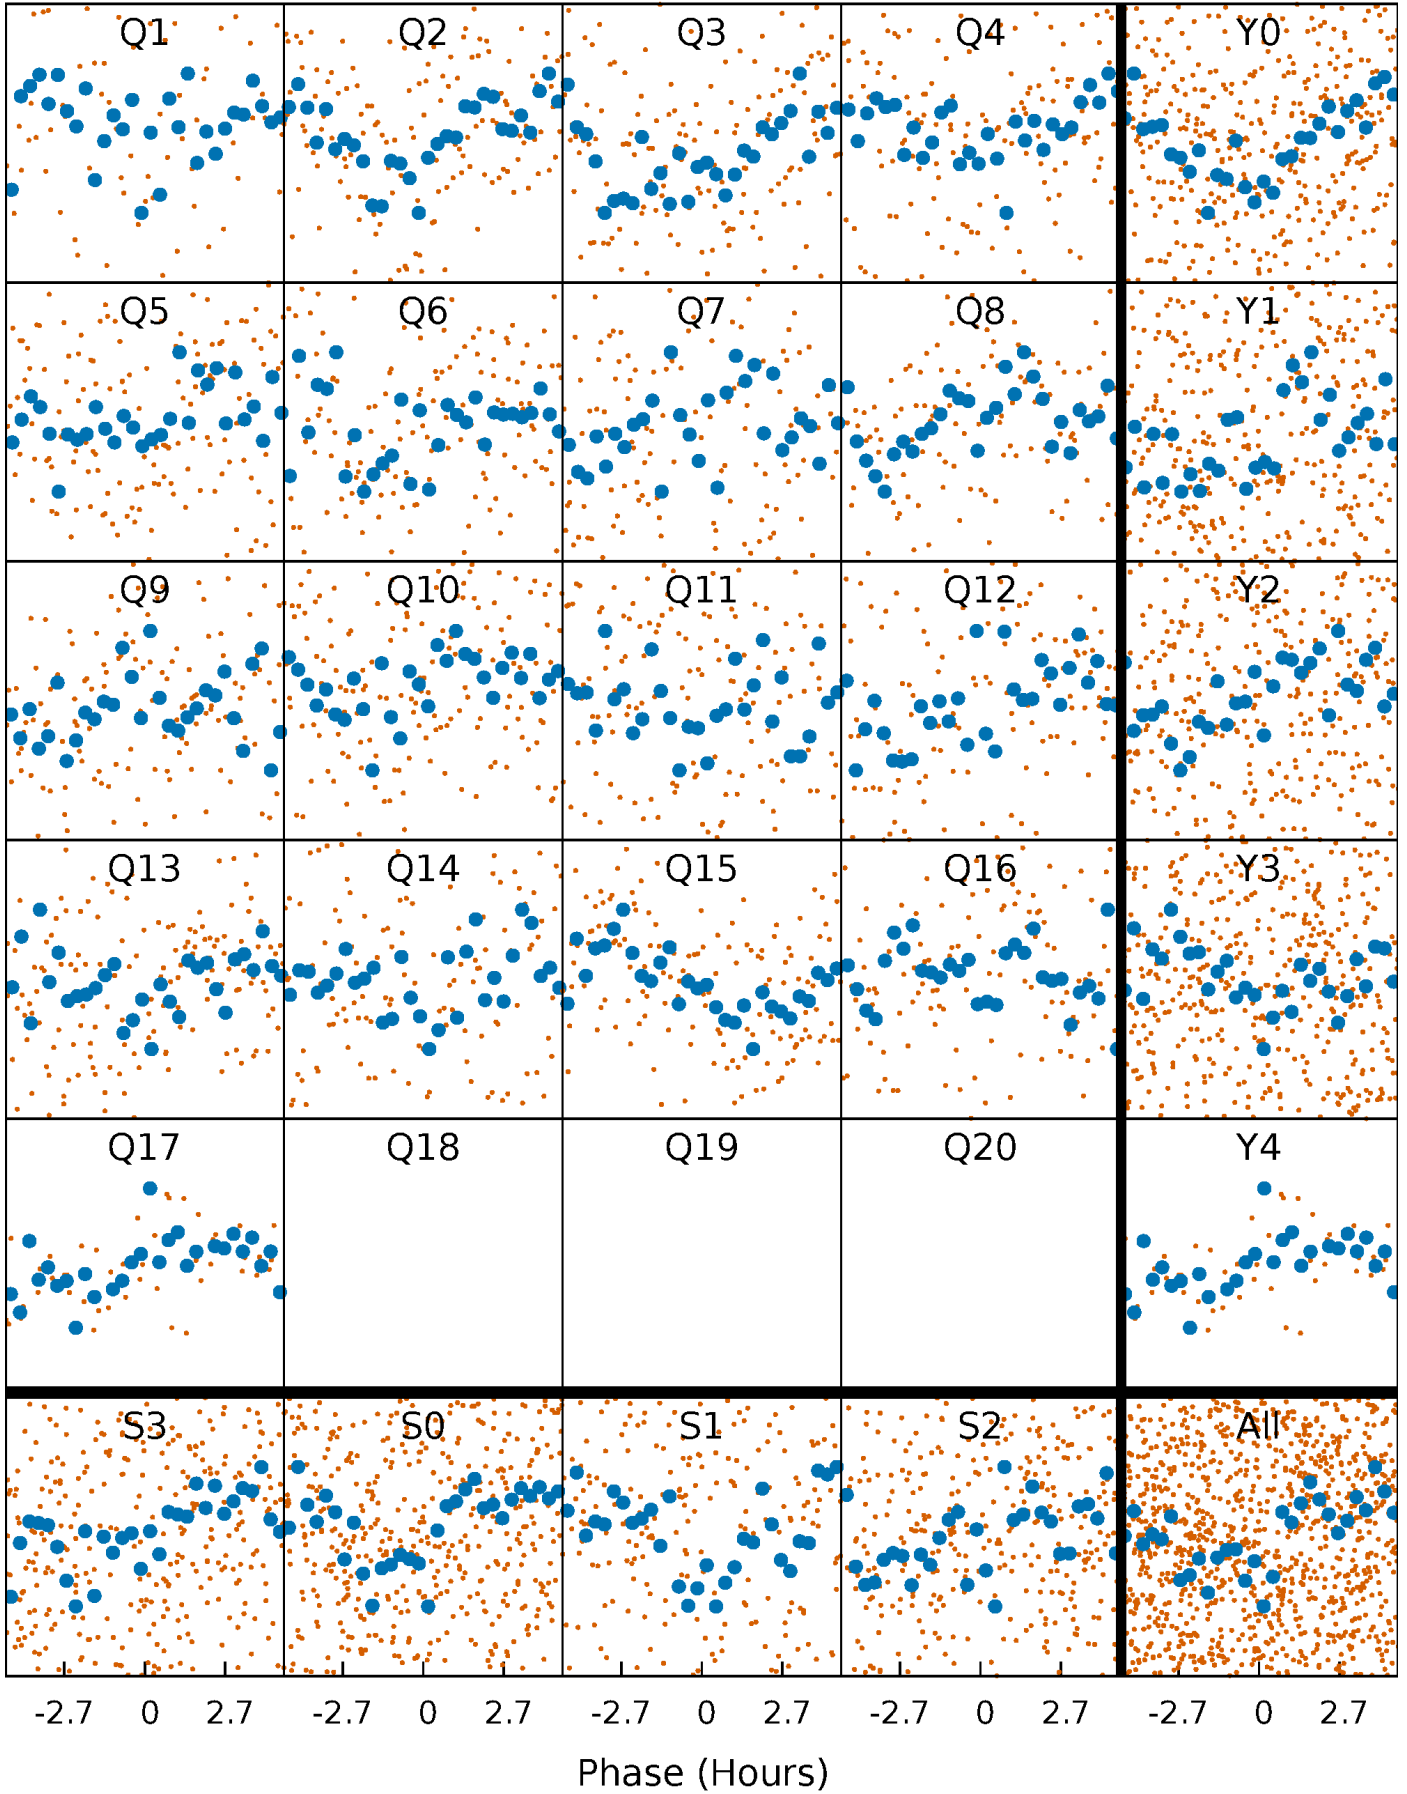 Q1 Q2 Q3 Q4 Y0
Q5 Q6 Q7 Q8 Y1
Q9 Q10 Q11 Q12 Y2
Q13 Q14 Q15 Q16 Y3
Q17 Q18 Q19 Q20 Y4
S3 S0 S1 S2 All
-2.7 0 2.7 -2.7 0 2.7 -2.7 0 2.7 -2.7 0 2.7 -2.7 0 2.7
Phase (Hours)